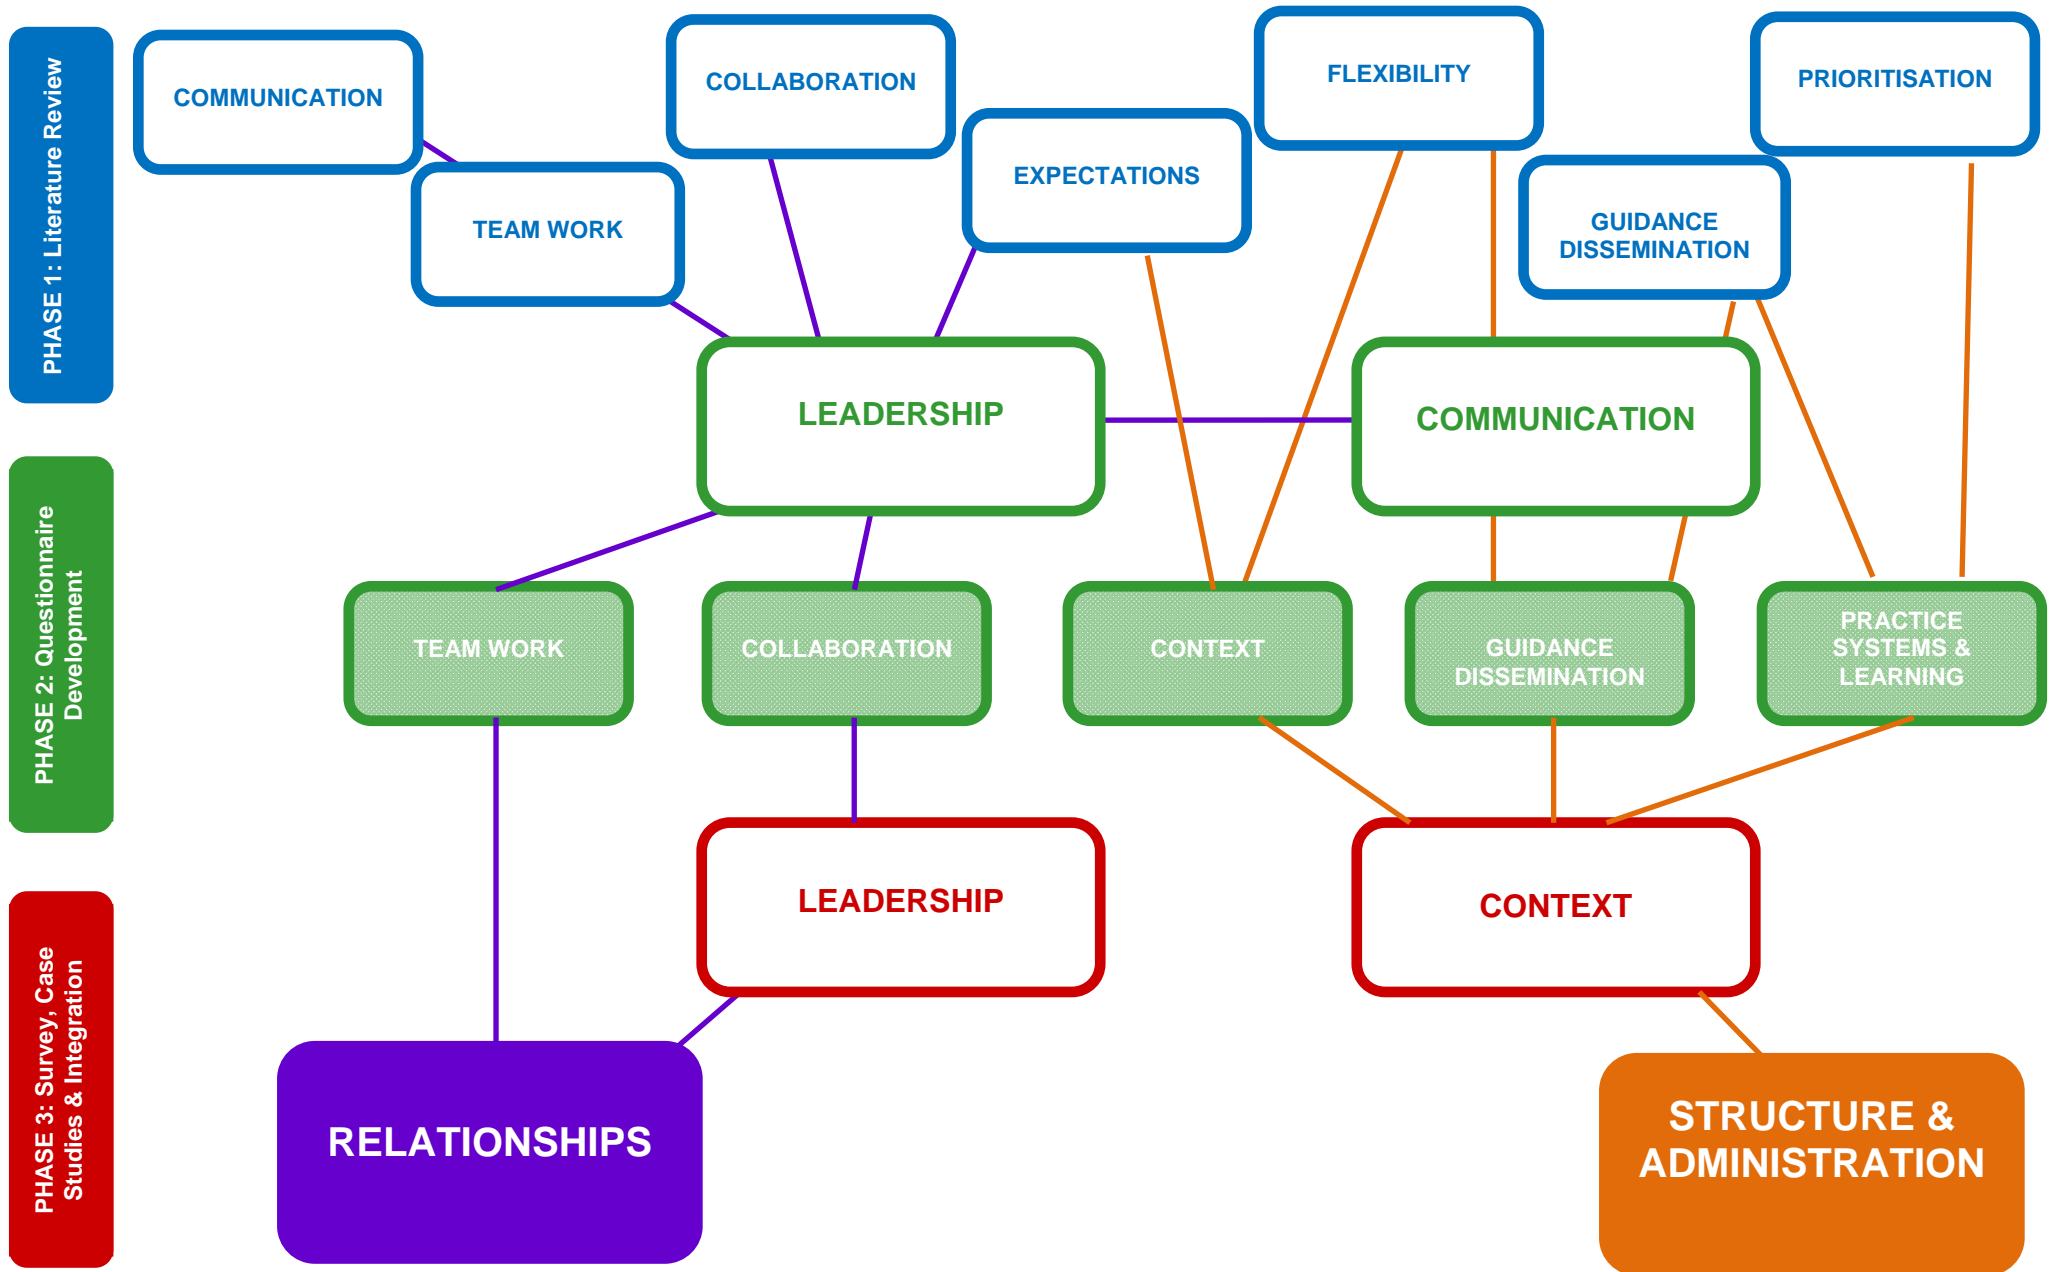 PHASE 1: Literature Review
COMMUNICATION
TEAM WORK
COLLABORATION
EXPECTATIONS
FLEXIBILITY
GUIDANCE
DISSEMINATION
PRIORITISATION
LEADERSHIP
COMMUNICATION
PHASE 2: Questionnaire
Development
TEAM WORK
COLLABORATION
CONTEXT
GUIDANCE
DISSEMINATION
PRACTICE
SYSTEMS &
LEARNING
PHASE 3: Survey, Case
Studies & Integration
LEADERSHIP
CONTEXT
RELATIONSHIPS
STRUCTURE &
ADMINISTRATION